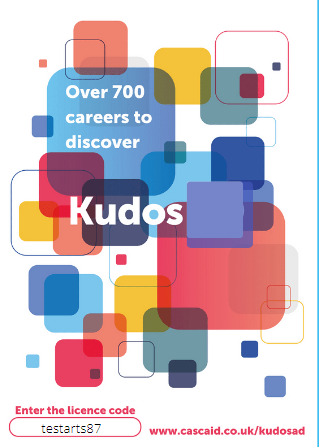 Over 700
careers to
discover
Kudos
Enter the licence code
testarts87
www.cascaid.co.uk/kudosad